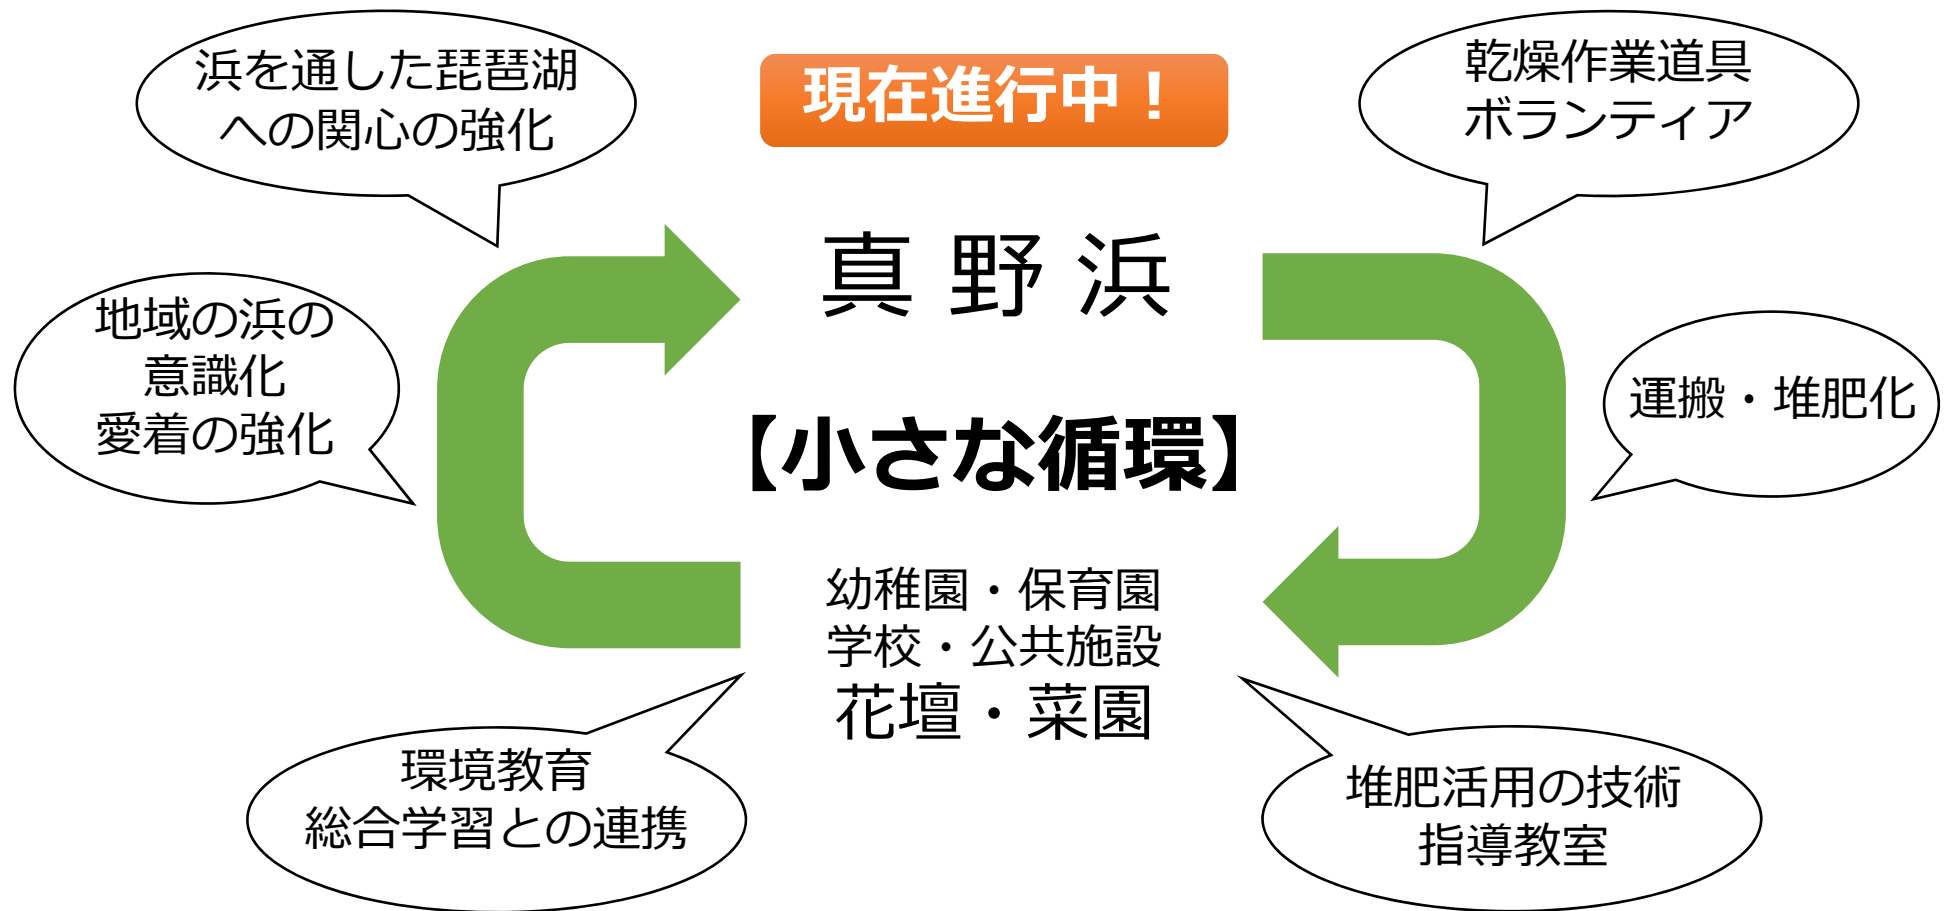 現在進行中！
浜を通した琵琶湖
への関心の強化
乾燥作業道具
ボランティア
真野浜
地域の浜の
意識化
愛着の強化
運搬・堆肥化
【小さな循環】
幼稚園・保育園
学校・公共施設
花壇・菜園
環境教育
総合学習との連携
堆肥活用の技術
指導教室